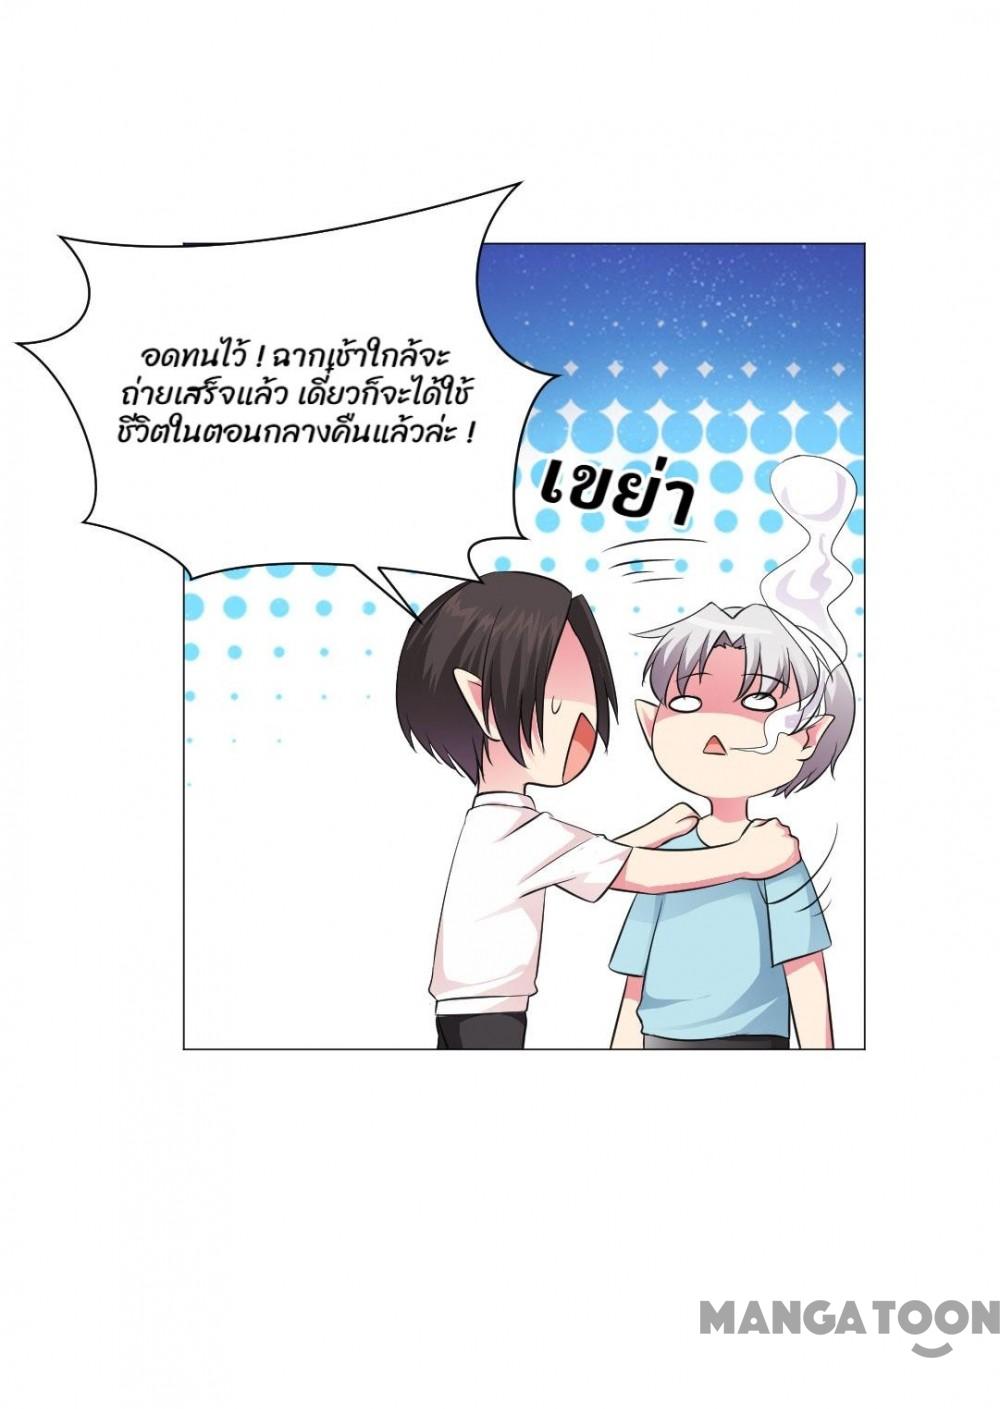 อดทนไว้ ! ฉากเช้าใกล้จะ
ถ่ายเสร็จแล้ว เดี๋ยวก็จะได้ใช้
ชีวิตในตอนกลางคืนแล้วล่ะ !
เขย่า
MANGATOON